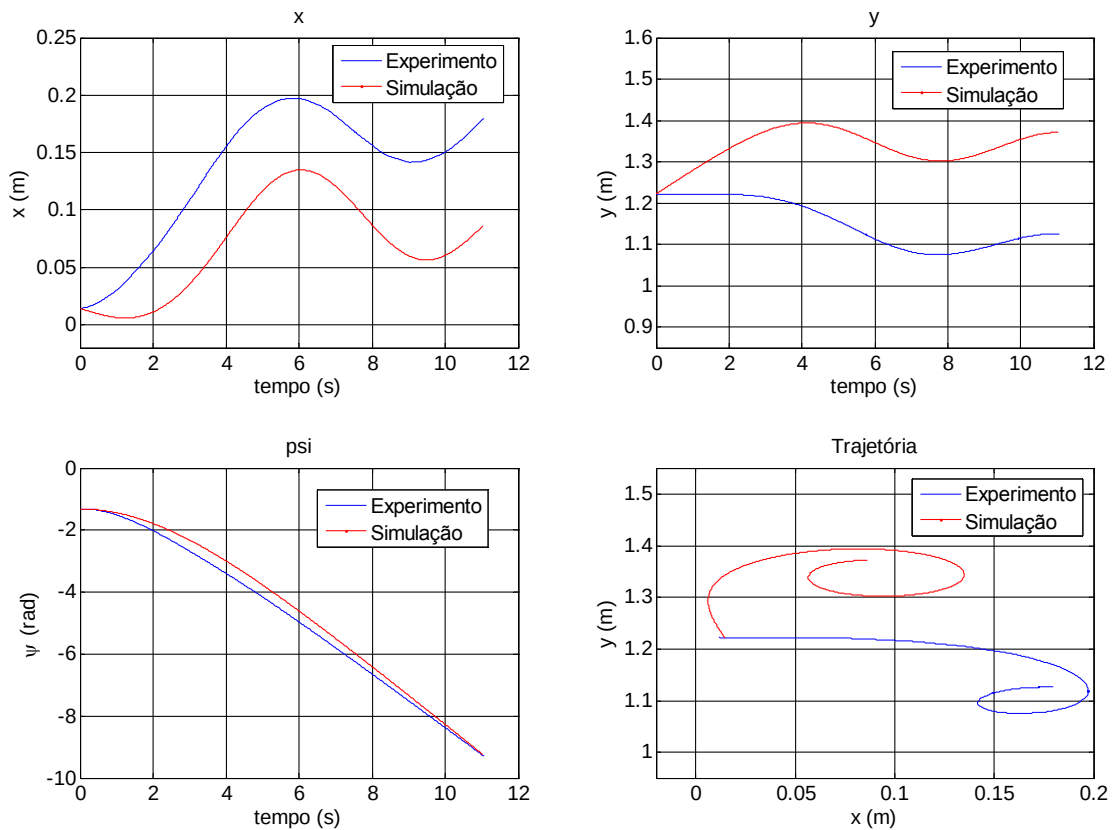 x
0.25
0.2
0.15
0.1
0.05
0
x (m)
Experimento
Simulação
0 2 4 6 8 10 12
tempo (s)
y
1.6
1.5
1.4
1.3
1.2
1.1
1
0.9
y (m)
Experimento
Simulação
0 2 4 6 8 10 12
tempo (s)
psi
0
-2
-4
-6
-8
-10
ψ (rad)
Experimento
Simulação
0 2 4 6 8 10 12
tempo (s)
Trajetória
1.5
1.4
1.3
1.2
1.1
1
y (m)
Experimento
Simulação
0 0.05 0.1 0.15 0.2
x (m)